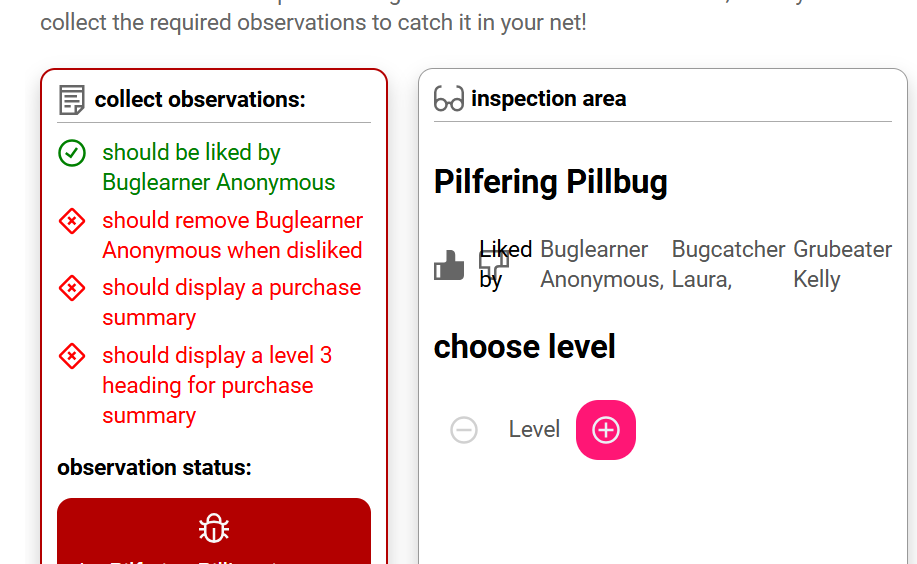 collect the required observations to catch it in your net!
collect observations:
should be liked by
Buglearner Anonymous
should remove Buglearner
Anonymous when disliked
should display a purchase
summary
should display a level 3
heading for purchase
summary
observation status:
inspection area
Pilfering Pillbug
Liked Buglearner Bugcatcher Grubeater
by Anonymous, Laura, Kelly
choose level
Level